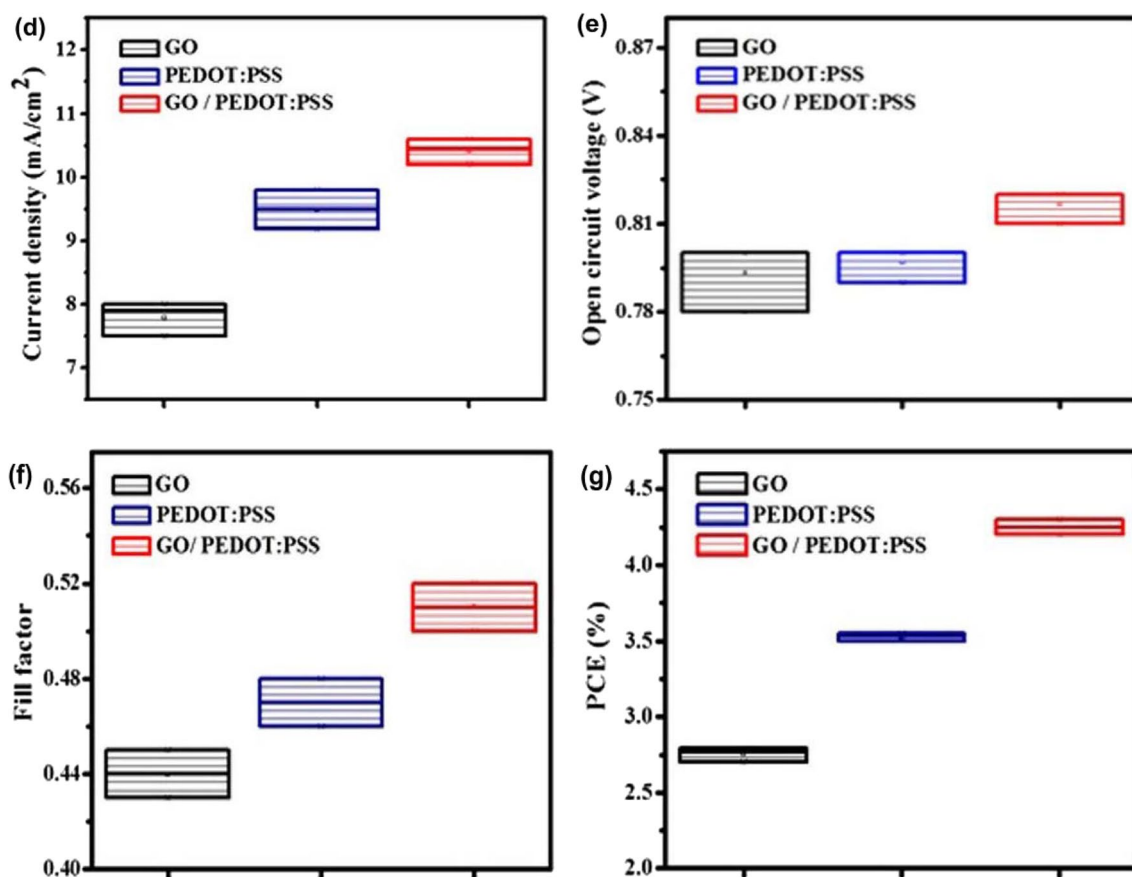 (d)
GO
PEDOT:PSS
GO / PEDOT:PSS
Current density (mA/cm2)
12
11
10
9
8
7
(e)
GO
PEDOT:PSS
GO / PEDOT:PSS
Open circuit voltage (V)
0.87
0.84
0.81
0.78
0.75
(f)
GO
PEDOT:PSS
GO/ PEDOT:PSS
Fill factor
0.56
0.52
0.48
0.44
0.40
(g)
GO
PEDOT:PSS
GO / PEDOT:PSS
PCE (%)
4.5
4.0
3.5
3.0
2.5
2.0